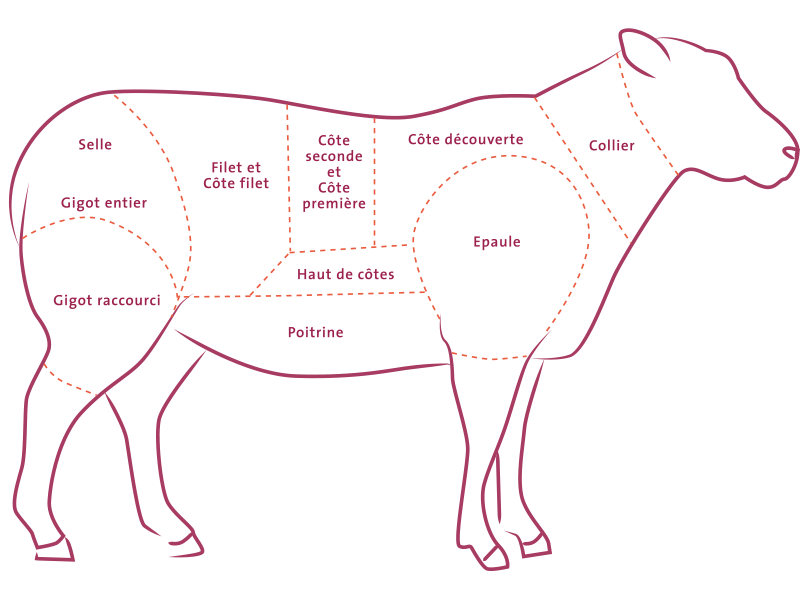 Selle
Gigot entier
Gigot raccourci
Filet et
Côte filet
Côte
seconde
et
Côte
première
Côte découverte
Collier
Epaule
Haut de côtes
Poitrine